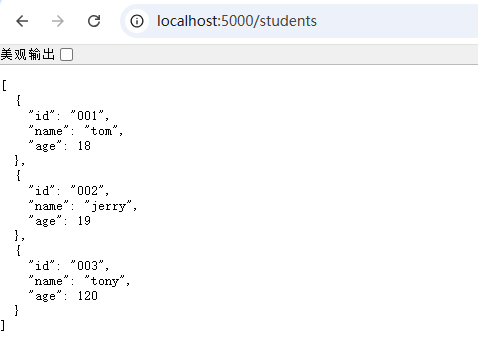 localhost:5000/students
美观输出
[
  {
    "id": "001",
    "name": "tom",
    "age": 18
  },
  {
    "id": "002",
    "name": "jerry",
    "age": 19
  },
  {
    "id": "003",
    "name": "tony",
    "age": 120
  }
]